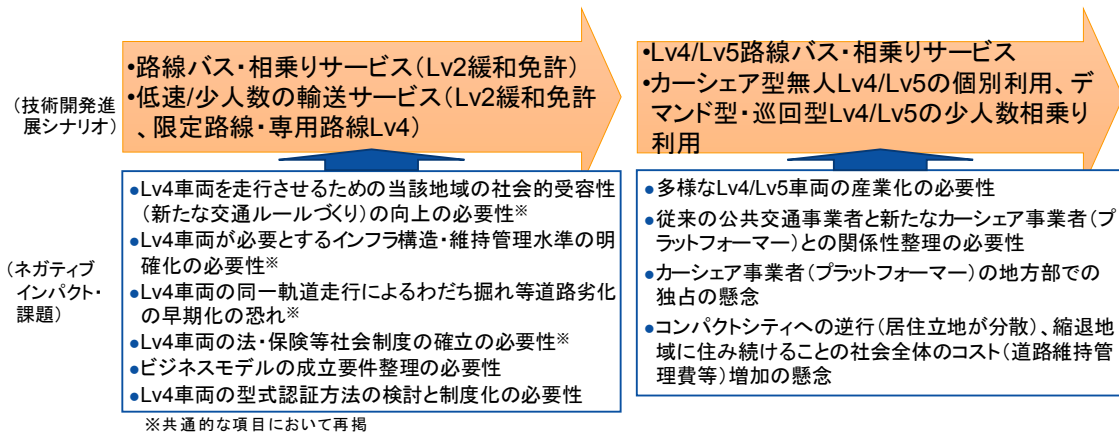 •路線バス・相乗りサービス(Lv2緩和免許)
•低速/少人数の輸送サービス(Lv2緩和免許
、限定路線・専用路線Lv4)
•Lv4/Lv5路線バス・相乗りサービス
•カーシェア型無人Lv4/Lv5の個別利用、デ
マンド型・巡回型Lv4/Lv5の少人数相乗り
利用
(技術開発進
展シナリオ)
(ネガティブ
インパクト・
課題)
●Lv4車両を走行させるための当該地域の社会的受容性
(新たな交通ルールづくり)の向上の必要性※
●Lv4車両が必要とするインフラ構造・維持管理水準の明
確化の必要性※
●Lv4車両の同一軌道走行によるわだち掘れ等道路劣化
の早期化の恐れ※
●Lv4車両の法・保険等社会制度の確立の必要性※
●ビジネスモデルの成立要件整理の必要性
●Lv4車両の型式認証方法の検討と制度化の必要性
●多様なLv4/Lv5車両の産業化の必要性
●従来の公共交通事業者と新たなカーシェア事業者(プ
ラットフォーマー)との関係性整理の必要性
●カーシェア事業者(プラットフォーマー)の地方部での
独占の懸念
●コンパクトシティへの逆行(居住立地が分散)、縮退地
域に住み続けることの社会全体のコスト(道路維持管
理費等)増加の懸念
※共通的な項目において再掲